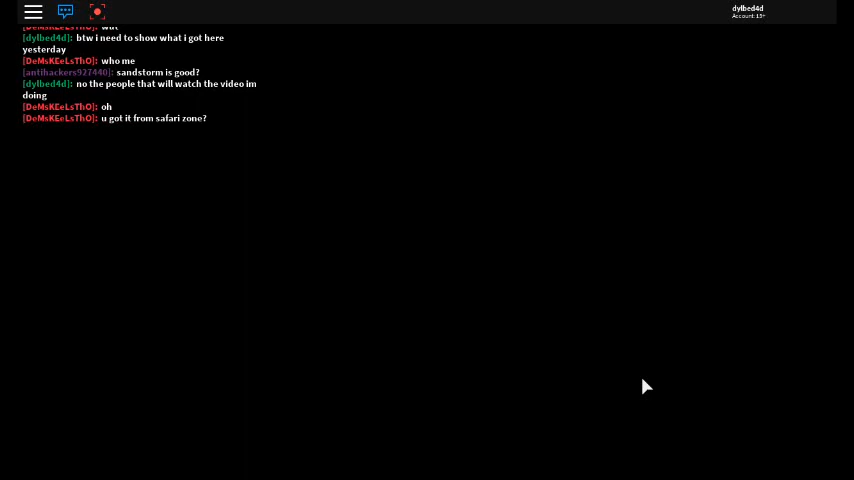 dylbed4d
Account: 13+
[DeMsKEeLsThO]: wut
[dylbed4d]: btw i need to show what i got here
yesterday
[DeMsKEeLsThO]: who me
[antihackers927440]: sandstorm is good?
[dylbed4d]: no the people that will watch the video im
doing
[DeMsKEeLsThO]: oh
[DeMsKEeLsThO]: u got it from safari zone?